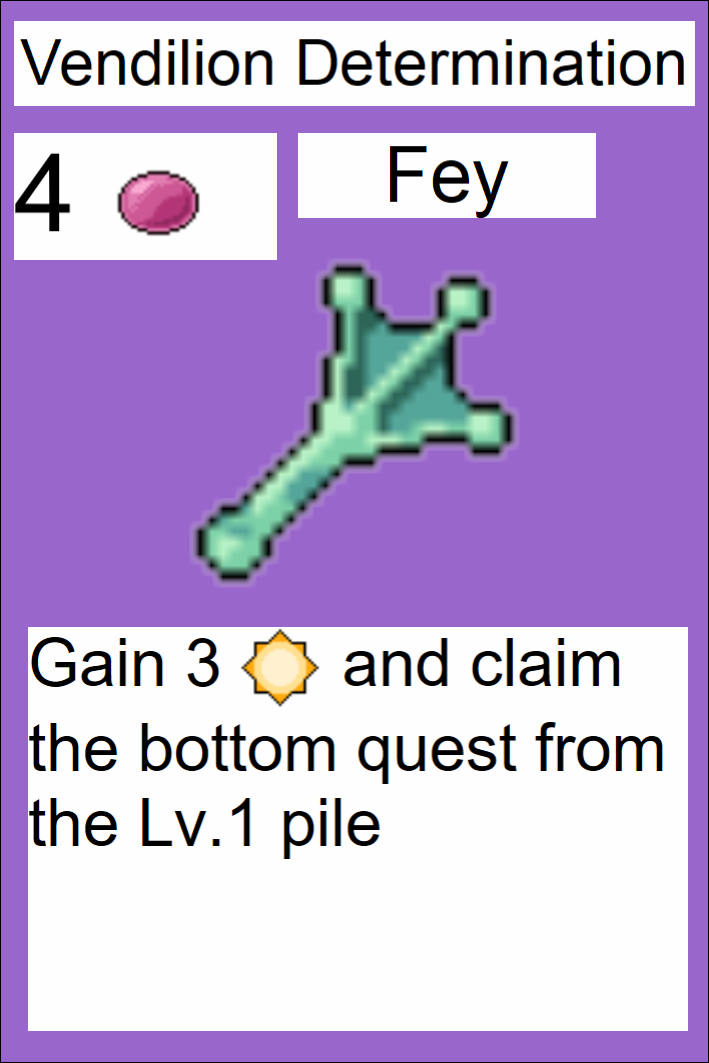 Vendilion Determination
4
Fey
Gain 3 and claim
the bottom quest from
the Lv.1 pile